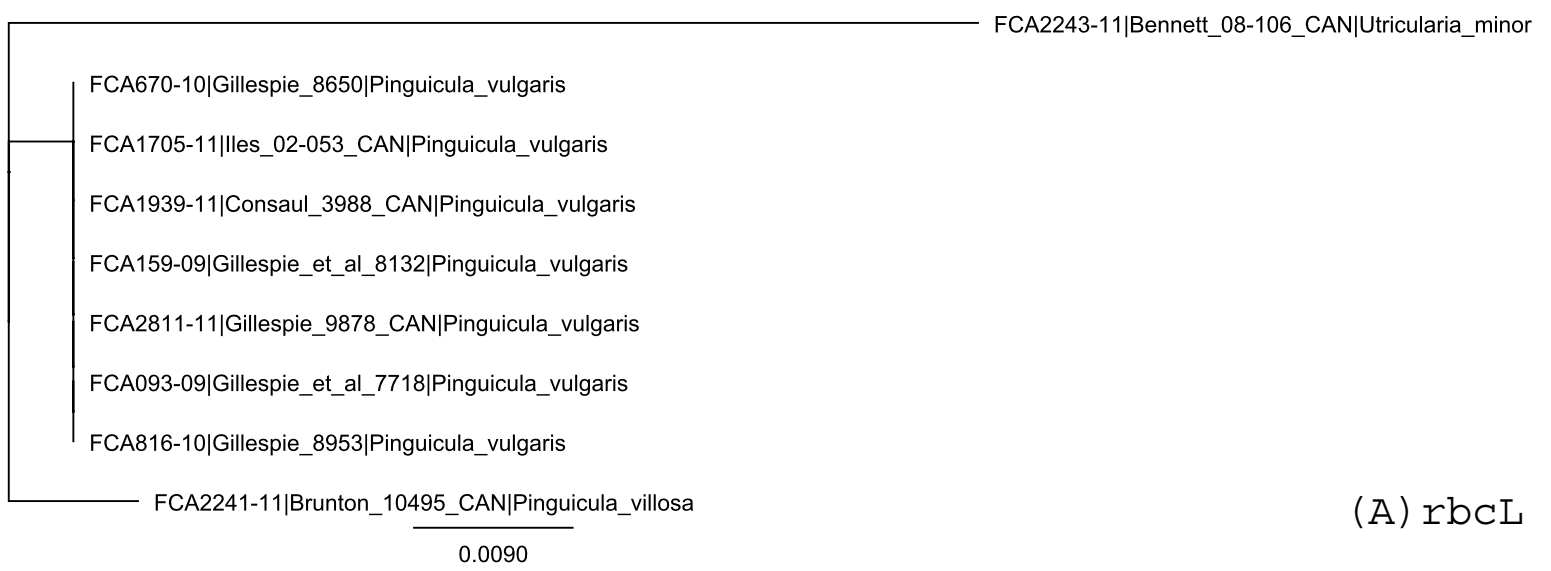 FCA2243-11|Bennett_08-106_CAN|Utricularia_minor
FCA670-10|Gillespie_8650|Pinguicula_vulgaris
FCA1705-11|Iles_02-053_CAN|Pinguicula_vulgaris
FCA1939-11|Consaul_3988_CAN|Pinguicula_vulgaris
FCA159-09|Gillespie_et_al_8132|Pinguicula_vulgaris
FCA2811-11|Gillespie_9878_CAN|Pinguicula_vulgaris
FCA093-09|Gillespie_et_al_7718|Pinguicula_vulgaris
FCA816-10|Gillespie_8953|Pinguicula_vulgaris
FCA2241-11|Brunton_10495_CAN|Pinguicula_villosa
(A) rbcL
0.0090